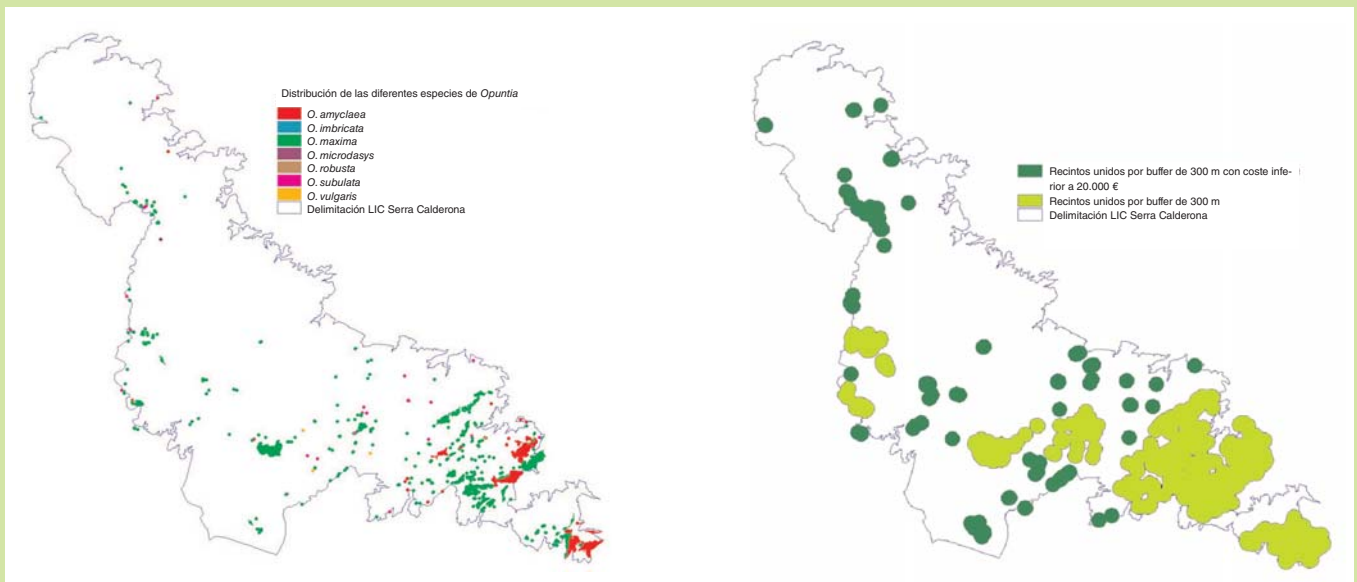 Distribución de las diferentes especies de Opuntia
O. amyclaea
O. imbricata
O. maxima
O. microdasys
O. robusta
O. subulata
O. vulgaris
Delimitación LIC Serra Calderona
Recintos unidos por buffer de 300 m con coste infe-
rior a 20.000 €
Recintos unidos por buffer de 300 m
Delimitación LIC Serra Calderona